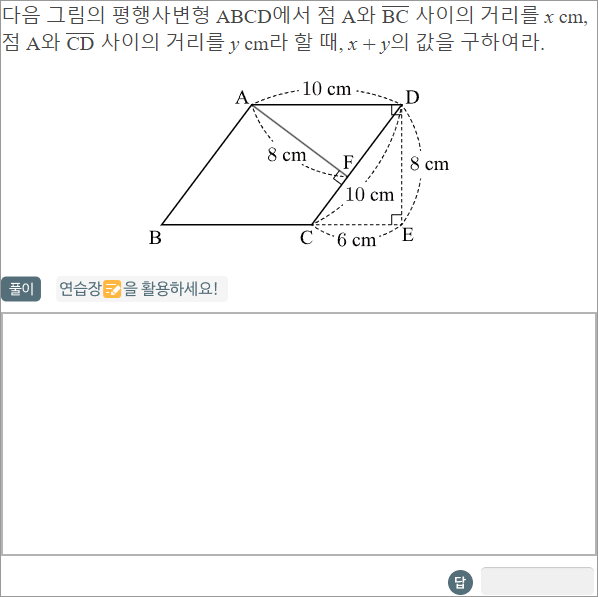 다음 그림의 평행사변형 ABCD에서 점 A와 B̅C̅ 사이의 거리를 x cm,
점 A와 C̅D̅ 사이의 거리를 y cm라 할 때, x + y의 값을 구하여라.
10 cm
A
D
8 cm
F
8 cm
10 cm
B
C
6 cm
E
풀이
연습장을 활용하세요!
답